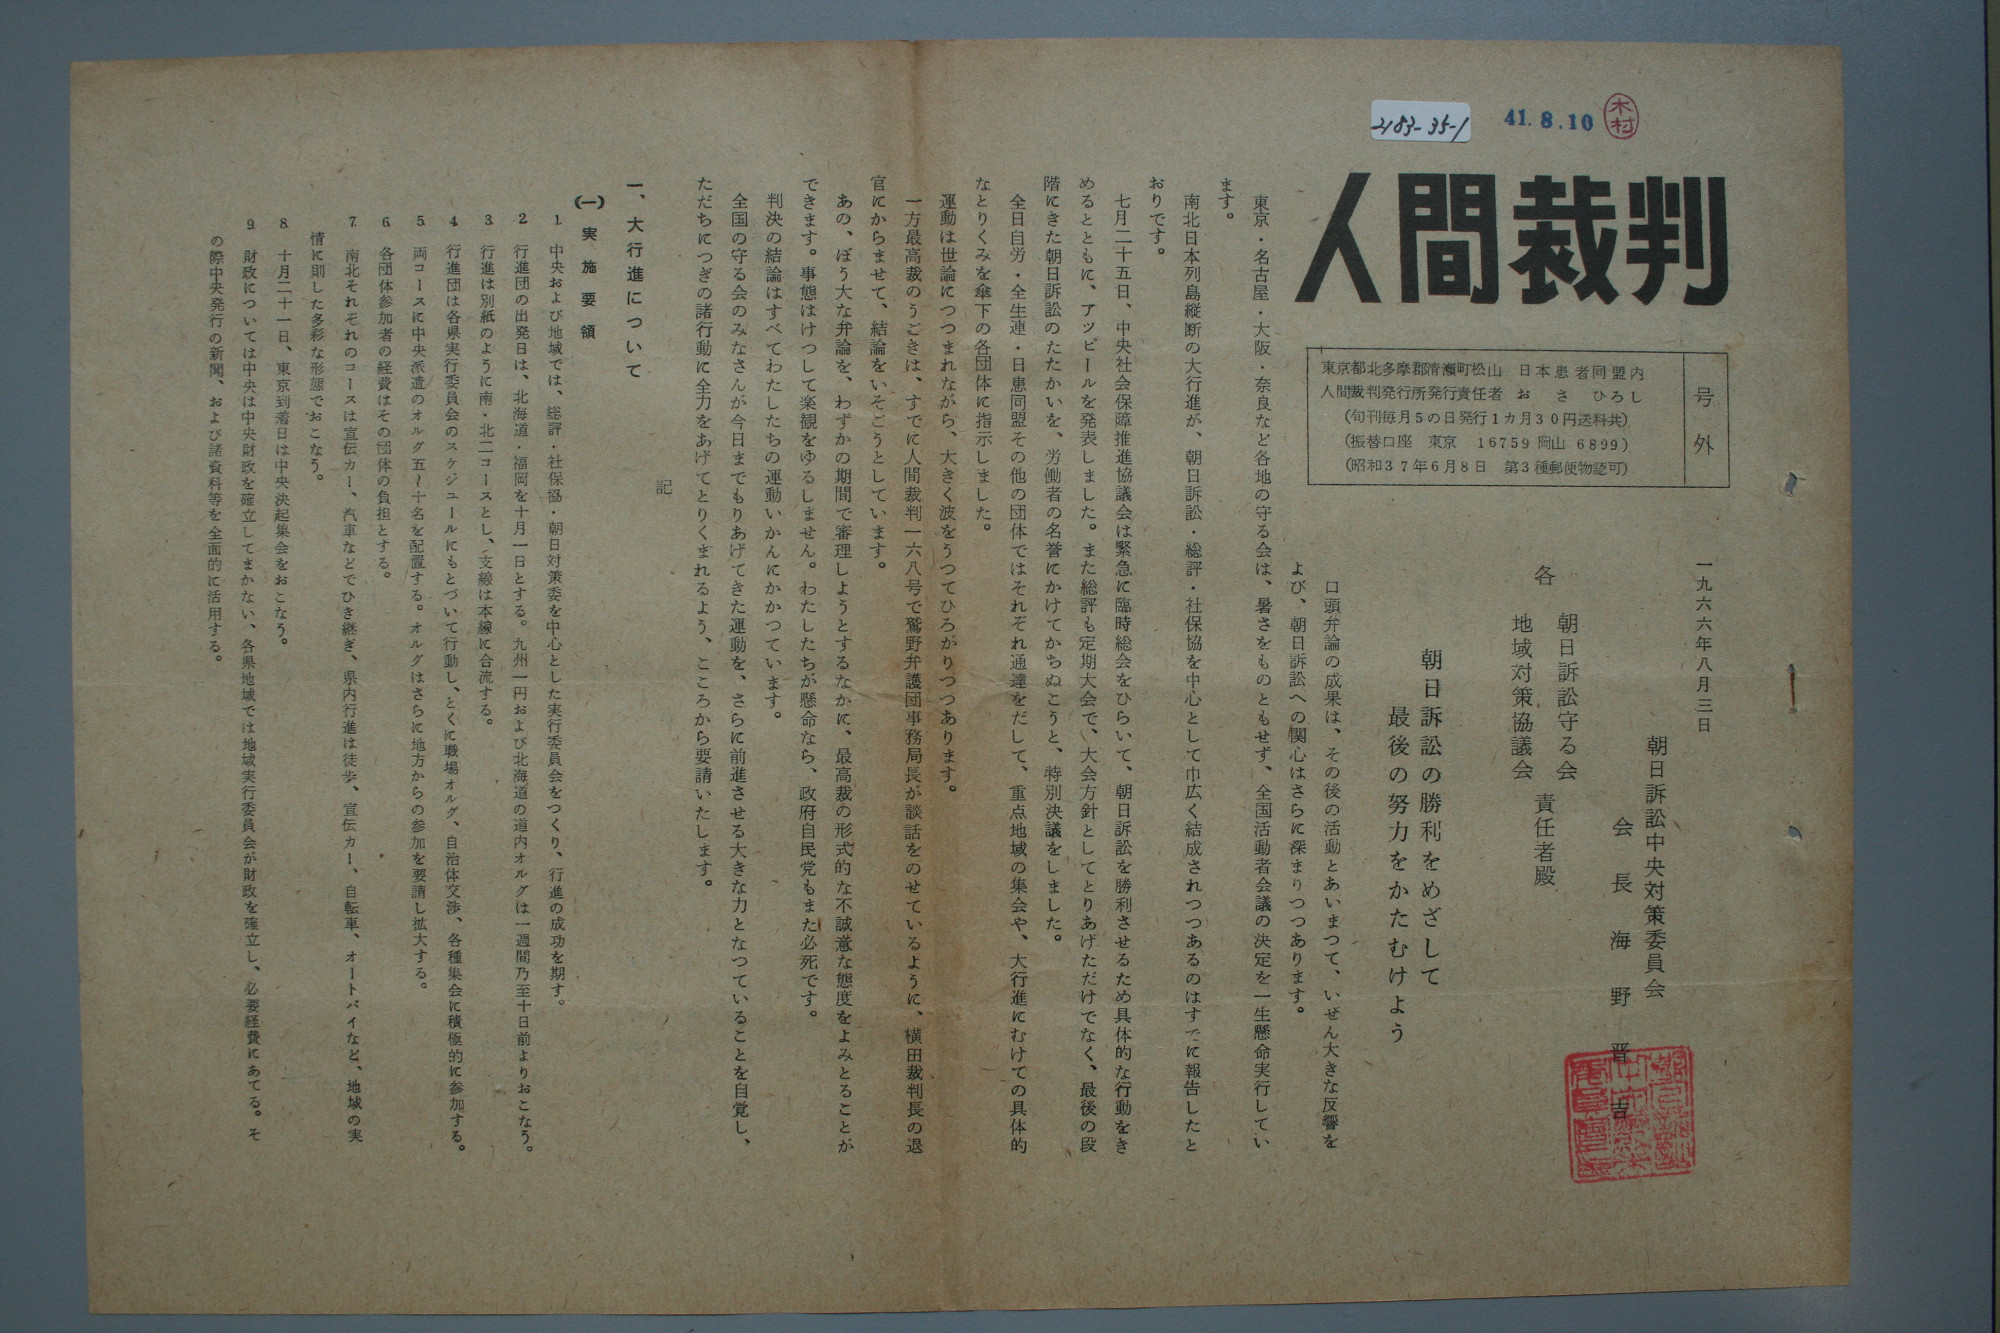 2183-35-1
41.8.10
木村
人間裁判
号外
東京都北多摩郡清瀬町松山　日本患者同盟内
人間裁判発行所発行責任者　おさ　ひろし
(旬刊毎月5の日発行1カ月30円送料共)
(振替口座　東京　16759 岡山 6899)
(昭和37年6月8日　第3種郵便物認可)
一九六六年八月三日
朝日訴訟中央対策委員会
会長　海野晋吉
朝日訴訟守る会
各　　責任者殿
地域対策協議会
朝日訴訟の勝利をめざして
最後の努力をかたむけよう
口頭弁論の成果は、その後の活動とあいまつて、いぜん大きな反響を
よび、朝日訴訟への関心はさらに深まりつつあります。
東京・名古屋・大阪・奈良など各地の守る会は、暑さをものともせず、全国活動者会議の決定を一生懸命実行してい
ます。
南北日本列島縦断の大行進が、朝日訴訟・総評・社保協を中心として巾広く結成されつつあるのはすでに報告したと
おりです。
七月二十五日、中央社会保障推進協議会は緊急に臨時総会をひらいて、朝日訴訟を勝利させるため具体的な行動をき
めるとともに、アツピールを発表しました。また総評も定期大会で、大会方針としてとりあげただけでなく、最後の段
階にきた朝日訴訟のたたかいを、労働者の名誉にかけてかちぬこうと、特別決議をしました。
全日自労・全生連・日患同盟その他の団体ではそれぞれ通達をだして、重点地域の集会や、大行進にむけての具体的
なとりくみを傘下の各団体に指示しました。
運動は世論につつまれながら、大きく波をうつてひろがりつつあります。
一方最高裁のうごきは、すでに人間裁判一六八号で鷲野弁護団事務局長が談話をのせているように、横田裁判長の退
官にからませて、結論をいそごうとしています。
あの、ぼう大な弁論を、わずかの期間で審理しようとするなかに、最高裁の形式的な不誠意な態度をよみとることが
できます。事態はけつして楽観をゆるしません。わたしたちが懸命なら、政府自民党もまた必死です。
判決の結論はすべてわたしたちの運動いかんにかかつています。
全国の守る会のみなさんが今日までもりあげてきた運動を、さらに前進させる大きな力となつていることを自覚し、
ただちにつぎの諸行動に全力をあげてとりくまれるよう、こころから要請いたします。
記
一、大行進について
(一)実施要領
1. 中央および地域では、総評・社保協・朝日対策委を中心とした実行委員会をつくり、行進の成功を期す。
2 行進団の出発日は、北海道・福岡を十月一日とする。九州一円および北海道の道内オルグは一週間乃至十日前よりおこなう。
3. 行進は別紙のように南・北二コースとし、支線は本線に合流する。
4. 行進団は各県実行委員会のスケジユールにもとづいて行動し、とくに職場オルグ、自治体交渉、各種集会に積極的に参加する。
5. 両コースに中央派遣のオルグ五〜十名を配置する。オルグはさらに地方からの参加を要請し拡大する。
6. 各団体参加者の経費はその団体の負担とする。
7. 南北それぞれのコースは宣伝カー、汽車などでひき継ぎ、県内行進は徒歩、宣伝カー、自転車、オートバイなど、地域の実
情に則した多彩な形態でおこなう。
8. 十月二十一日、東京到着日は中央決起集会をおこなう。
9. 財政については中央は中央財政を確立してまかない、各県地域では地域実行委員会が財政を確立し、必要経費にあてる。そ
の際中央発行の新聞、および諸資料等を全面的に活用する。